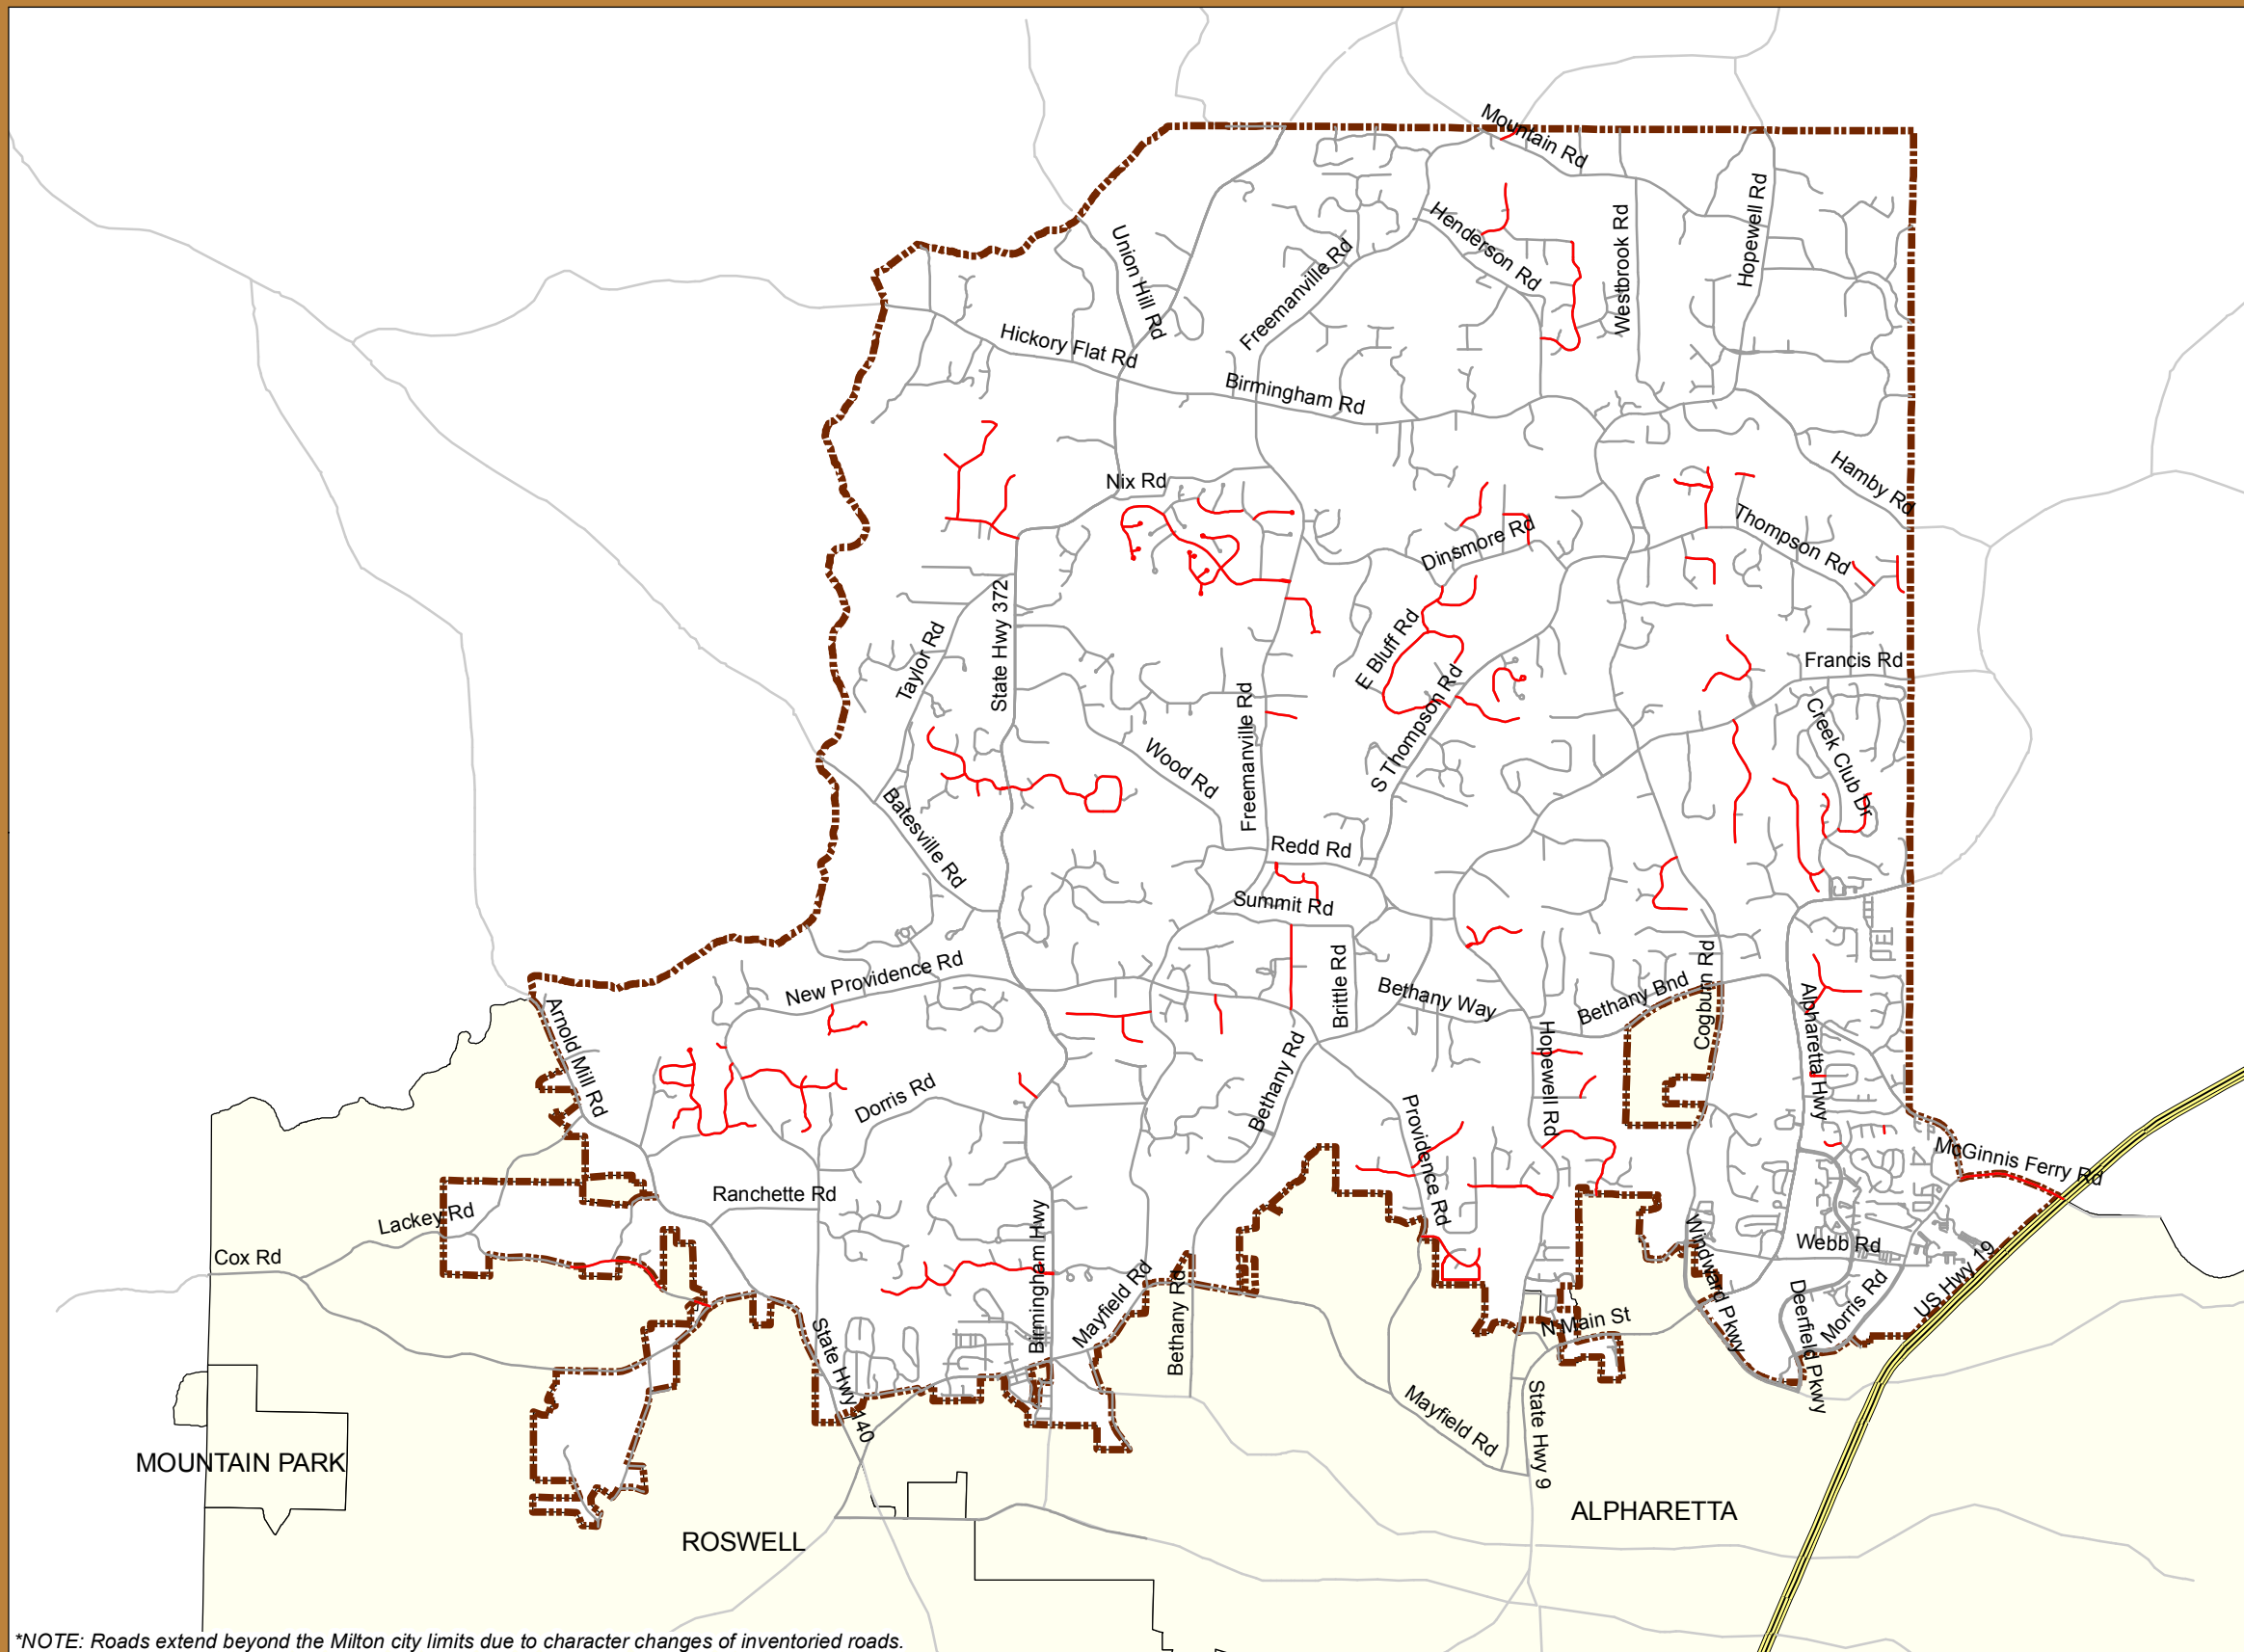 Mountain Rd
Hopewell Rd
Henderson Rd
Westbrook Rd
Union Hill Rd
Freemanville Rd
Hickory Flat Rd
Birmingham Rd
Hamby Rd
Nix Rd
Thompson Rd
Dinsmore Rd
State Hwy 372
Taylor Rd
E Bluff Rd
Francis Rd
Freemanville Rd
S Thompson Rd
Creek Club Dr
Wood Rd
Batesville Rd
Redd Rd
Summit Rd
New Providence Rd
Brittle Rd
Bethany Way
Bethany Bnd
Cogburn Rd
Alpharetta Hwy
Arnold Mill Rd
Hopewell Rd
Bethany Rd
Dorris Rd
Providence Rd
McGinnis Ferry Rd
Ranchette Rd
Lackey Rd
Cox Rd
Birmingham Hwy
Webb Rd
Windward Pkwy
US Hwy 19
Mayfield Rd
Bethany Rd
Deerfield Pkwy
Morris Rd
N Main St
State Hwy 140
Mayfield Rd
State Hwy 9
MOUNTAIN PARK
ALPHARETTA
ROSWELL
*NOTE: Roads extend beyond the Milton city limits due to character changes of inventoried roads.